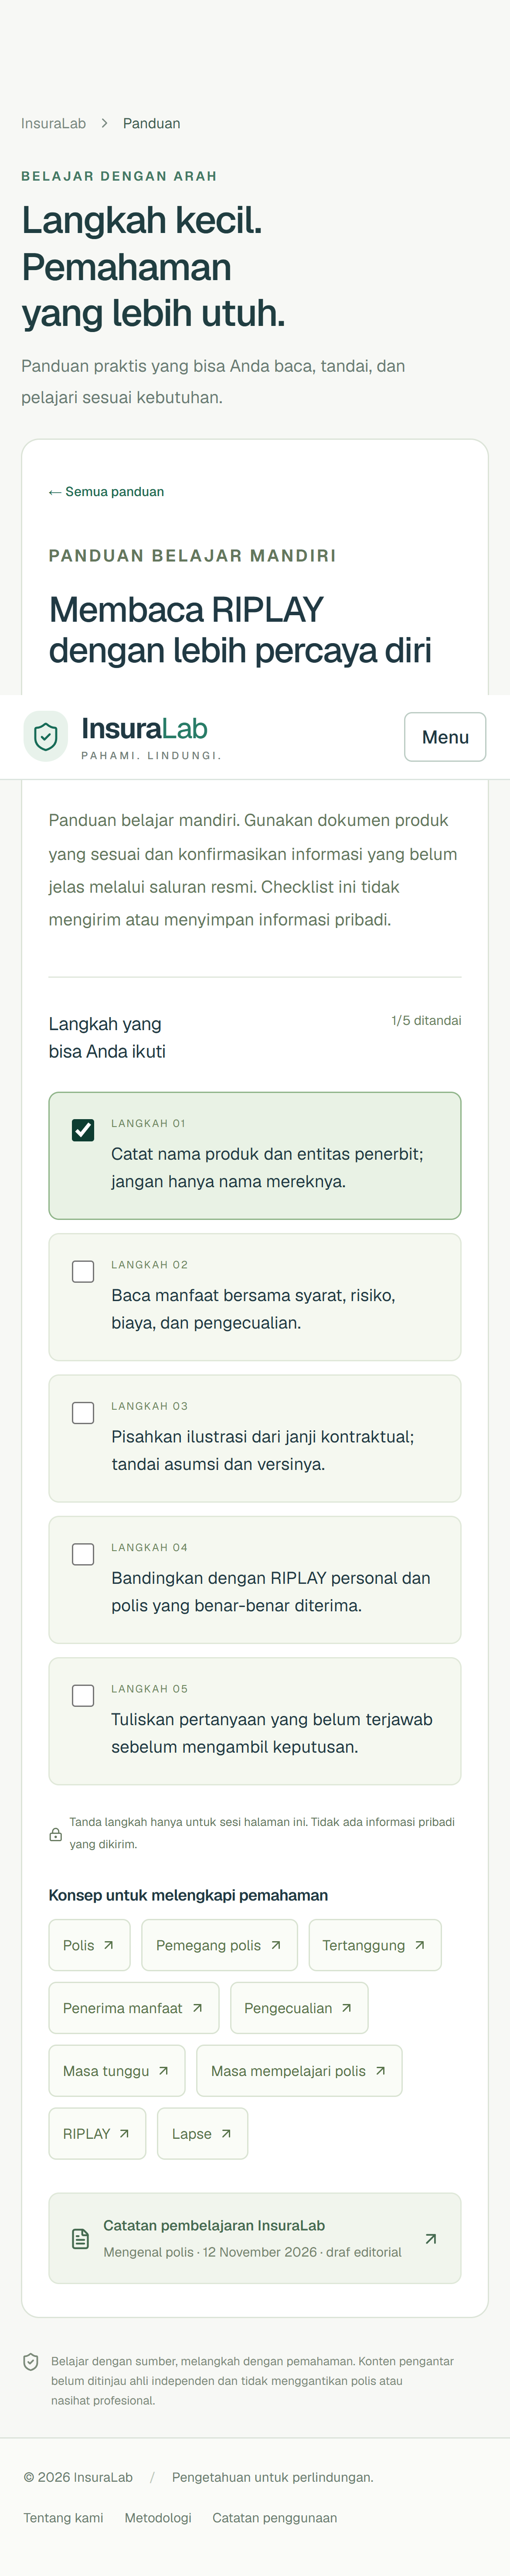 InsuraLab > Panduan
BELAJAR DENGAN ARAH
Langkah kecil.
Pemahaman
yang lebih utuh.
Panduan praktis yang bisa Anda baca, tandai, dan
pelajari sesuai kebutuhan.
← Semua panduan
PANDUAN BELAJAR MANDIRI
Membaca RIPLAY
dengan lebih percaya diri
InsuraLab
PAHAMI. LINDUNGI.
Menu
Panduan belajar mandiri. Gunakan dokumen produk
yang sesuai dan konfirmasikan informasi yang belum
jelas melalui saluran resmi. Checklist ini tidak
mengirim atau menyimpan informasi pribadi.
Langkah yang
bisa Anda ikuti
1/5 ditandai
LANGKAH 01
Catat nama produk dan entitas penerbit;
jangan hanya nama mereknya.
LANGKAH 02
Baca manfaat bersama syarat, risiko,
biaya, dan pengecualian.
LANGKAH 03
Pisahkan ilustrasi dari janji kontraktual;
tandai asumsi dan versinya.
LANGKAH 04
Bandingkan dengan RIPLAY personal dan
polis yang benar-benar diterima.
LANGKAH 05
Tuliskan pertanyaan yang belum terjawab
sebelum mengambil keputusan.
Tanda langkah hanya untuk sesi halaman ini. Tidak ada informasi pribadi
yang dikirim.
Konsep untuk melengkapi pemahaman
Polis Pemegang polis Tertanggung
Penerima manfaat Pengecualian
Masa tunggu Masa mempelajari polis
RIPLAY Lapse
Catatan pembelajaran InsuraLab
Mengenal polis · 12 November 2026 · draf editorial
Belajar dengan sumber, melangkah dengan pemahaman. Konten pengantar
belum ditinjau ahli independen dan tidak menggantikan polis atau
nasihat profesional.
© 2026 InsuraLab / Pengetahuan untuk perlindungan.
Tentang kami Metodologi Catatan penggunaan